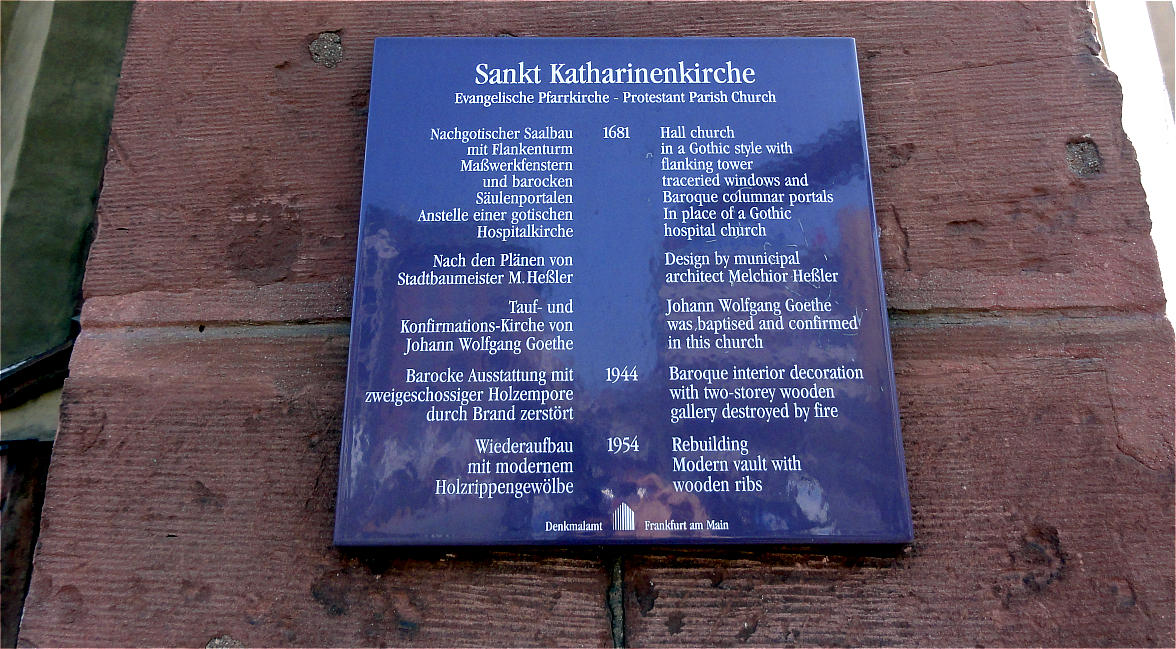 Sankt Katharinenkirche
Evangelische Pfarrkirche - Protestant Parish Church
Nachgotischer Saalbau 1681 Hall church
mit Flankenturm in a Gothic style with
Maßwerkfenstern flanking tower
und barocken traceried windows and
Säulenportalen Baroque columnar portals
Anstelle einer gotischen In place of a Gothic
Hospitalkirche hospital church
Nach den Plänen von Design by municipal
Stadtbaumeister M. Heßler architect Melchior Heßler
Tauf- und Johann Wolfgang Goethe
Konfirmations-Kirche von was baptised and confirmed
Johann Wolfgang Goethe in this church
Barocke Ausstattung mit 1944 Baroque interior decoration
zweigeschossiger Holzempore with two-storey wooden
durch Brand zerstört gallery destroyed by fire
Wiederaufbau 1954 Rebuilding
mit modernem Modern vault with
Holzrippengewölbe wooden ribs
Denkmalamt Frankfurt am Main